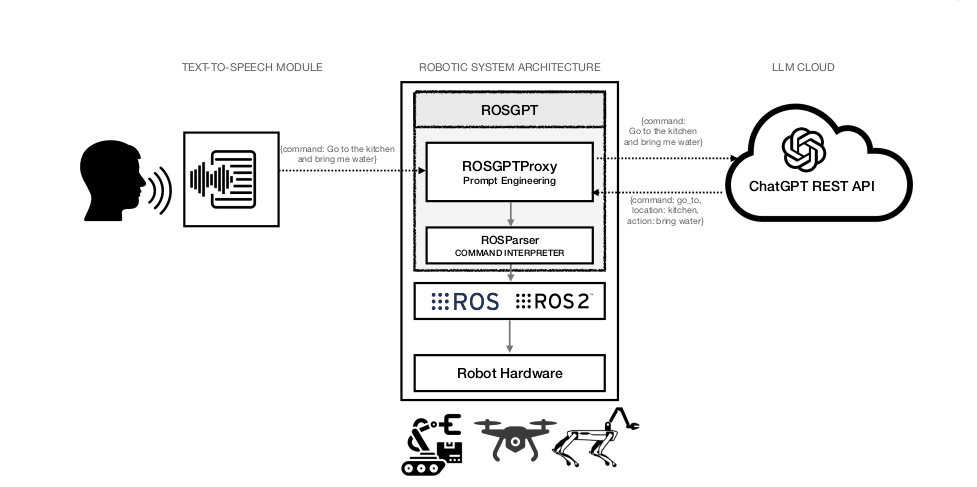 TEXT-TO-SPEECH MODULE
ROBOTIC SYSTEM ARCHITECTURE
LLM CLOUD
{command: Go to the kitchen
and bring me water}
ROSGPT
ROSGPTProxy
Prompt Engineering
ROSParser
COMMAND INTERPRETER
ROS
ROS 2™
Robot Hardware
{command:
Go to the kitchen
and bring me water}
{command: go_to,
location: kitchen,
action: bring water}
ChatGPT REST API